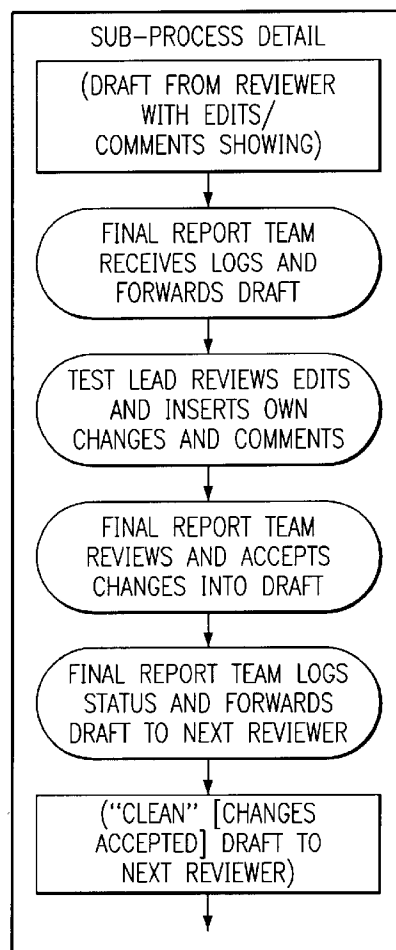 SUB-PROCESS DETAIL
(DRAFT FROM REVIEWER
WITH EDITS/
COMMENTS SHOWING)
FINAL REPORT TEAM
RECEIVES LOGS AND
FORWARDS DRAFT
TEST LEAD REVIEWS EDITS
AND INSERTS OWN
CHANGES AND COMMENTS
FINAL REPORT TEAM
REVIEWS AND ACCEPTS
CHANGES INTO DRAFT
FINAL REPORT TEAM LOGS
STATUS AND FORWARDS
DRAFT TO NEXT REVIEWER
("CLEAN" [CHANGES
ACCEPTED] DRAFT TO
NEXT REVIEWER)